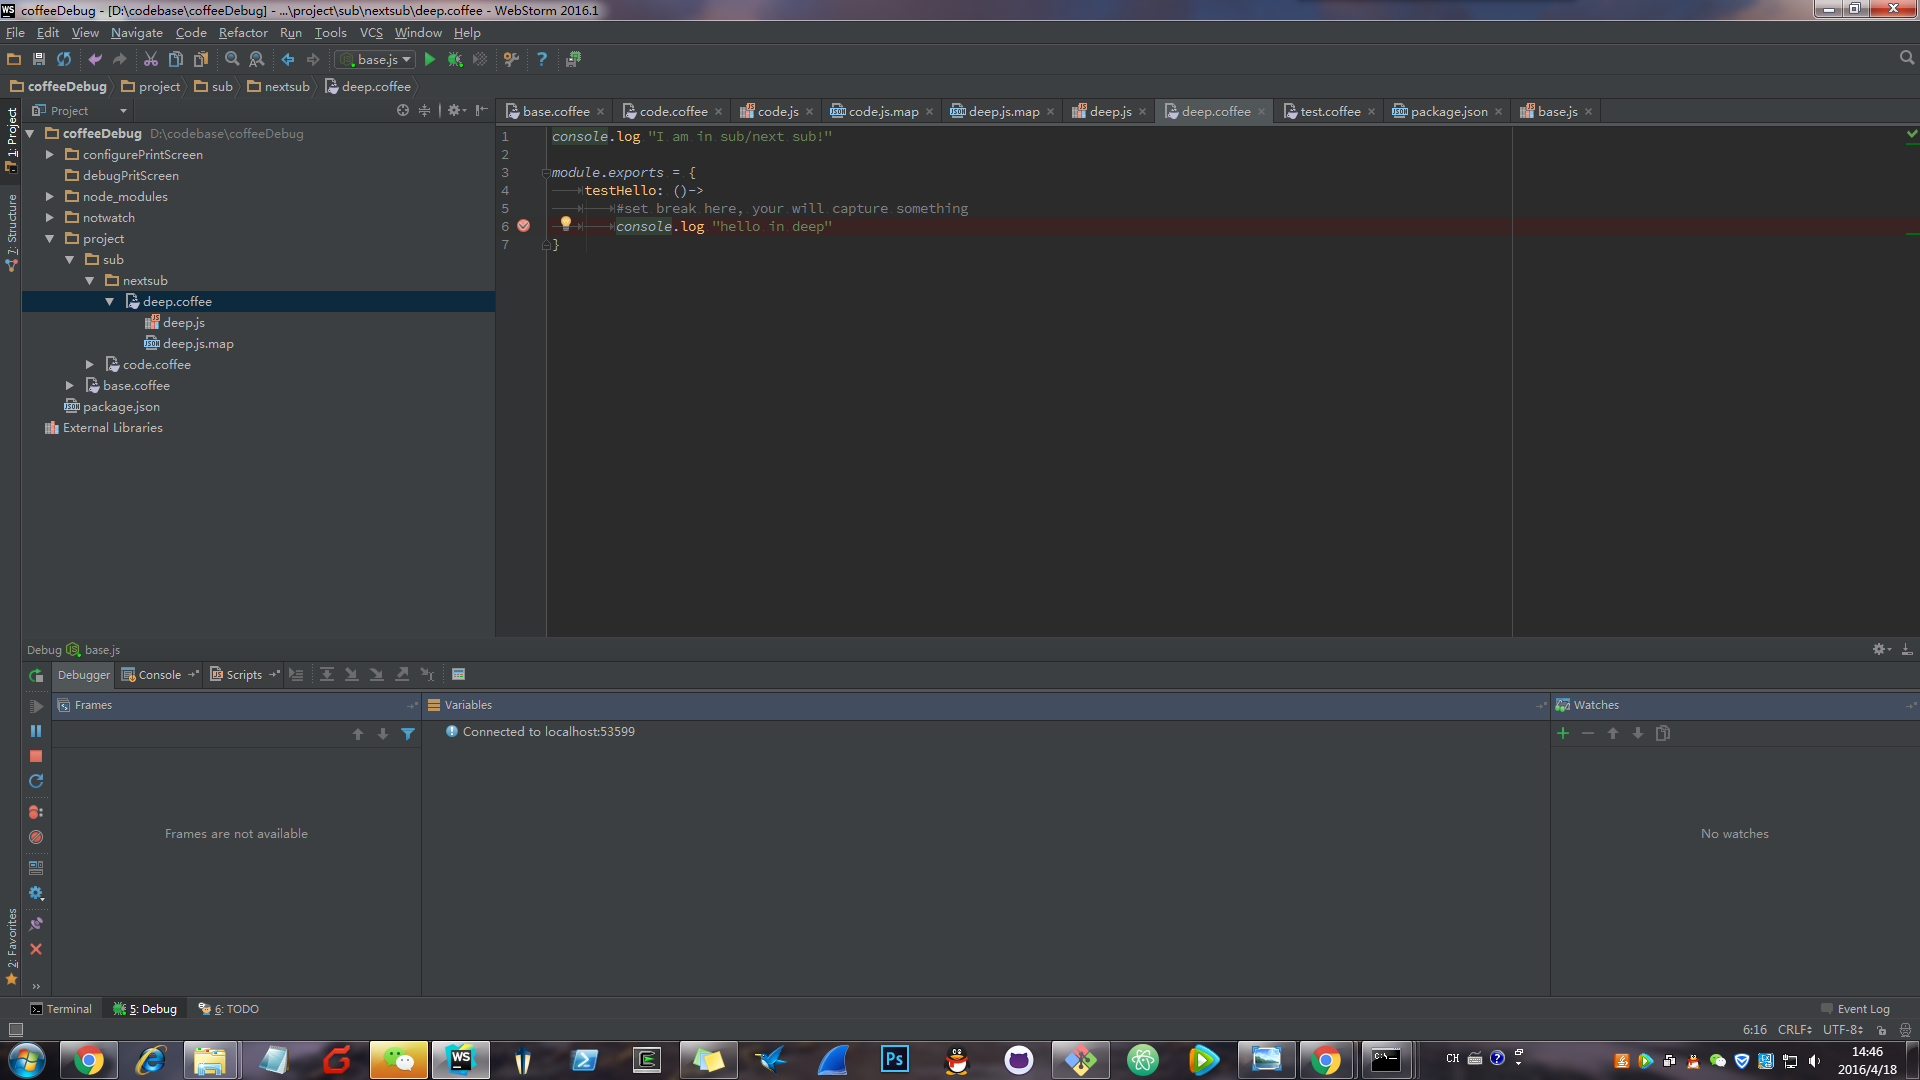 coffeeDebug - [D:\codebase\coffeeDebug] - ...\project\sub\nextsub\deep.coffee - WebStorm 2016.1
File Edit View Navigate Code Refactor Run Tools VCS Window Help
base.js
coffeeDebug project sub nextsub deep.coffee
Project
base.coffee code.coffee code.js code.js.map deep.js.map deep.js deep.coffee test.coffee package.json base.js
1: Project
7: Structure
2: Favorites
coffeeDebug D:\codebase\coffeeDebug
configurePrintScreen
debugPritScreen
node_modules
notwatch
project
sub
nextsub
deep.coffee
deep.js
deep.js.map
code.coffee
base.coffee
package.json
External Libraries
1 console.log "I am in sub/next sub!"
2
3 module.exports = {
4 testHello: ()->
5 #set break here, your will capture something
6 console.log "hello in deep"
7 }
Debug base.js
Debugger Console Scripts
Frames Variables Watches
Connected to localhost:53599
Frames are not available
No watches
Terminal 5: Debug 6: TODO Event Log
6:16 CRLF UTF-8
CH
14:46
2016/4/18